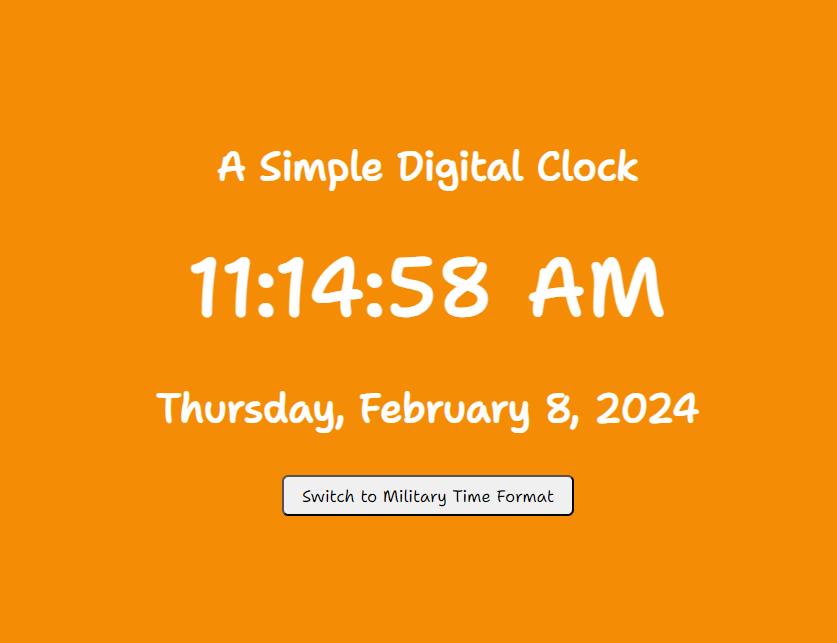 A Simple Digital Clock
11:14:58 AM
Thursday, February 8, 2024
Switch to Military Time Format